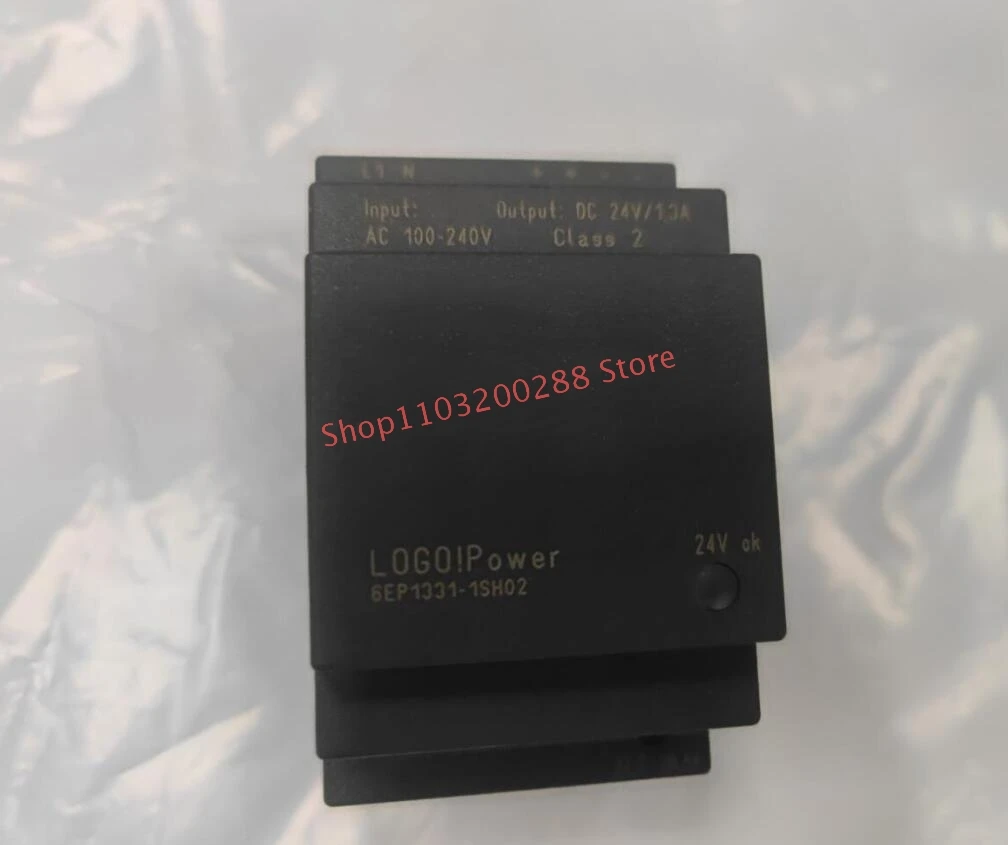 L1 N + + - -
Input: Output: DC 24V/1,3A
AC 100-240V Class 2
Shop1103200288 Store
24V ok
LOGO!Power
6EP1331-1SH02